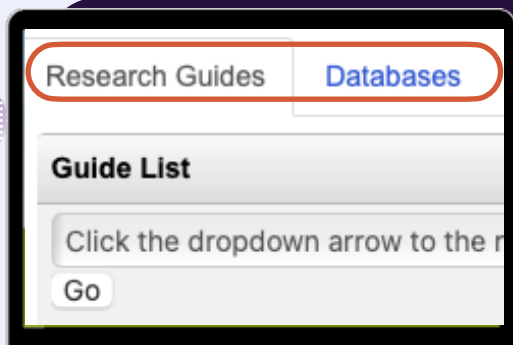 Research Guides Databases
Guide List
Click the dropdown arrow to the
Go